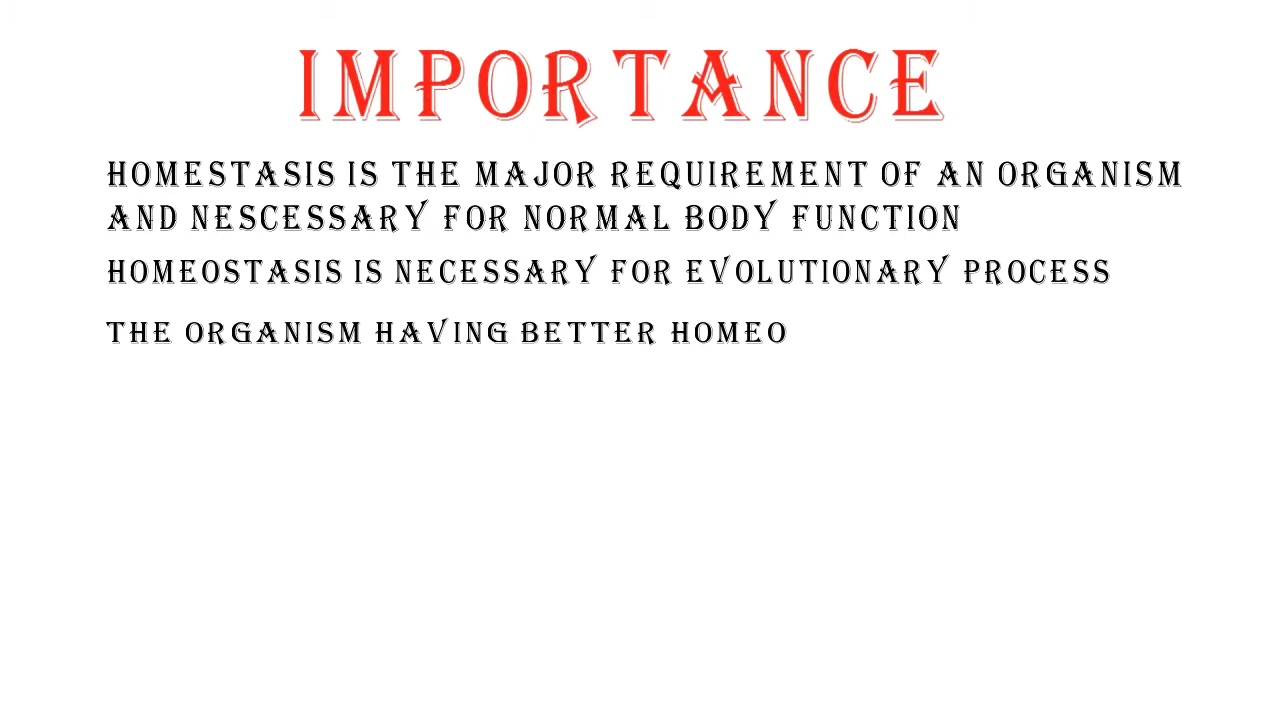 IMPORTANCE
HOMESTASIS IS THE MAJOR REQUIREMENT OF AN ORGANISM
AND NESCESSARY FOR NORMAL BODY FUNCTION
HOMEOSTASIS IS NECESSARY FOR EVOLUTIONARY PROCESS
THE ORGANISM HAVING BETTER HOMEO